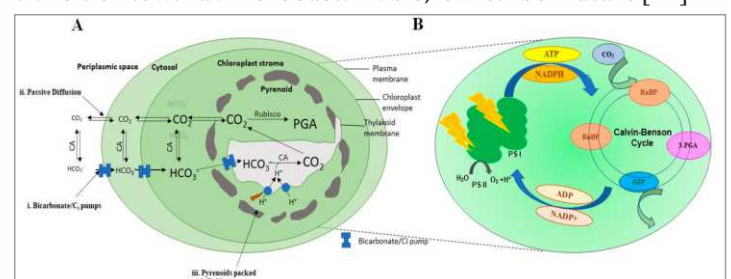 A
B
Chloroplast stroma
Periplasmic space
Cytosol
Plasma membrane
Pyrenoid
Chloroplast envelope
ii. Passive Diffusion
Thylakoid membrane
CO₂
CO₂
CO₂
CO₂
Rubisco
PGA
CA
CA
HCO₃⁻
HCO₃⁻
HCO₃⁻
HCO₃⁻
CA
CO₂
H⁺
H⁺
H⁺
i. Bicarbonate/Cᵢ pumps
Bicarbonate/Ci pump
iii. Pyrenoids packed
ATP
NADPH
CO₂
RuBP
RuBP
Calvin-Benson Cycle
3-PGA
G3P
PS I
PS II
H₂O
O₂ +H⁺
ADP
NADP+